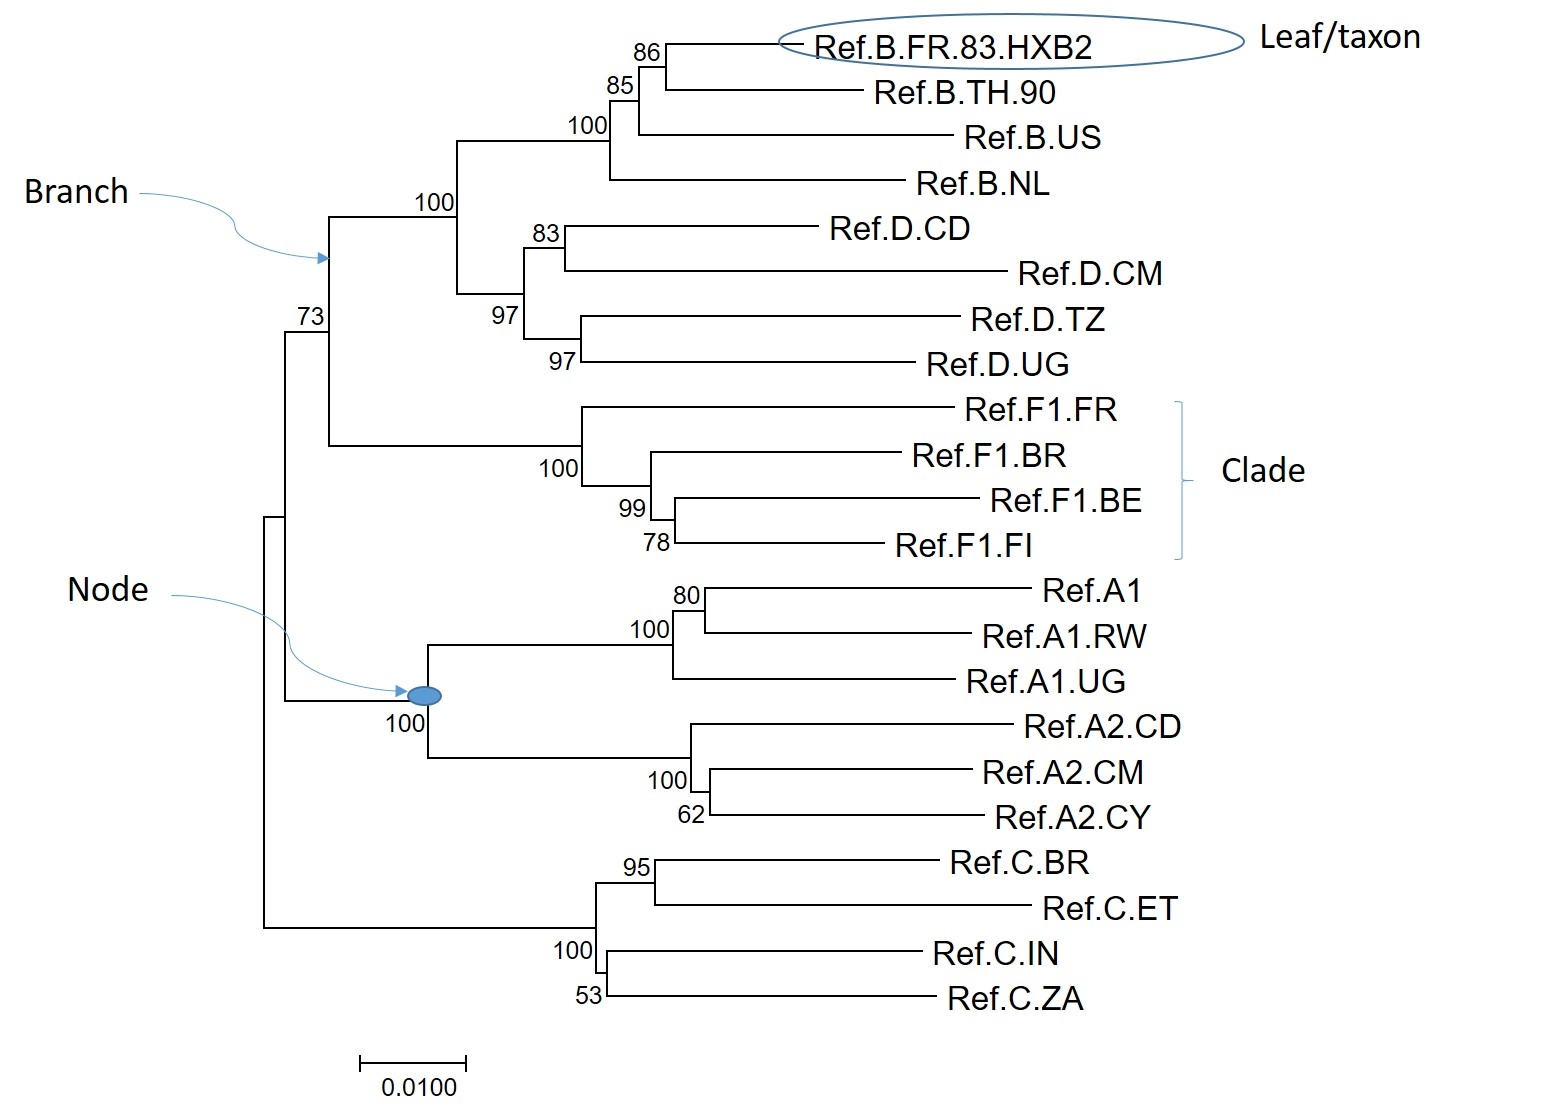 Leaf/taxon
86
Ref.B.FR.83.HXB2
85
Ref.B.TH.90
100
Ref.B.US
Branch
100
Ref.B.NL
83
Ref.D.CD
Ref.D.CM
97
73
Ref.D.TZ
97
Ref.D.UG
Ref.F1.FR
100
Ref.F1.BR
Clade
99
Ref.F1.BE
78
Ref.F1.FI
Node
80
Ref.A1
100
Ref.A1.RW
Ref.A1.UG
100
Ref.A2.CD
100
Ref.A2.CM
62
Ref.A2.CY
95
Ref.C.BR
Ref.C.ET
100
Ref.C.IN
53
Ref.C.ZA
0.0100